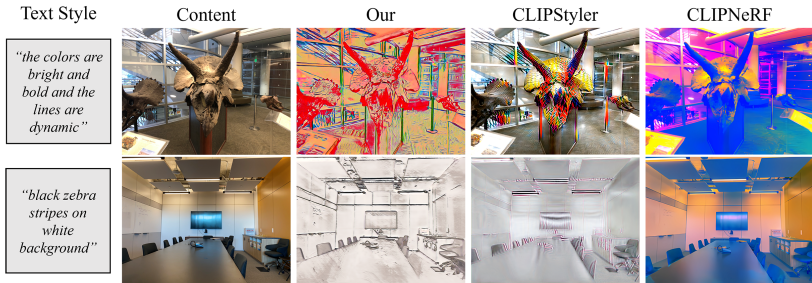 Text Style Content Our CLIPStyler CLIPNeRF
“the colors are
bright and
bold and the
lines are
dynamic”
“black zebra
stripes on
white
background”